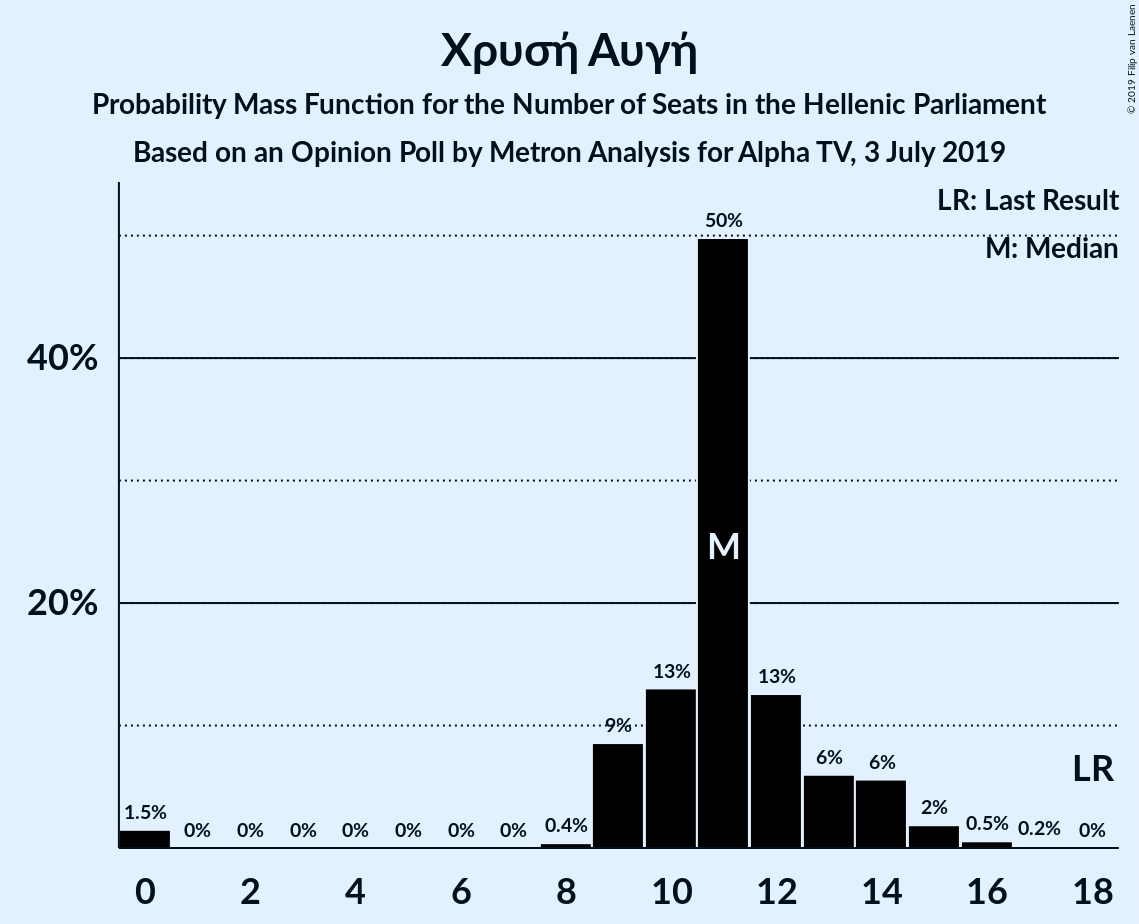 © 2019 Filip van Laenen
Χρυσή Αυγή
Probability Mass Function for the Number of Seats in the Hellenic Parliament
Based on an Opinion Poll by Metron Analysis for Alpha TV, 3 July 2019
LR: Last Result
M: Median
50%
40%
M
20%
13%
13%
9%
6%
6%
LR
1.5%
0%
0%
0%
0%
0%
0%
0%
0.4%
2%
0.5%
0.2%
0%
0 2 4 6 8 10 12 14 16 18